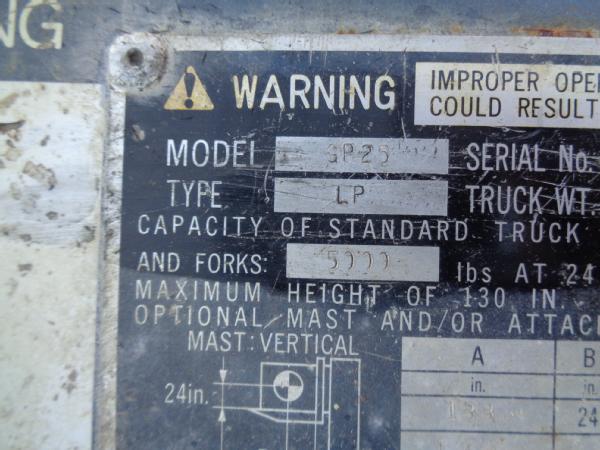 NG
WARNING
IMPROPER OPE
COULD RESULT
MODEL GP25 SERIAL No.
TYPE LP TRUCK WT.
CAPACITY OF STANDARD TRUCK
AND FORKS: 5000 lbs AT 24
MAXIMUM HEIGHT OF 130 IN.
OPTIONAL MAST AND/OR ATTAC
MAST: VERTICAL
A B
in. in
24in. 24